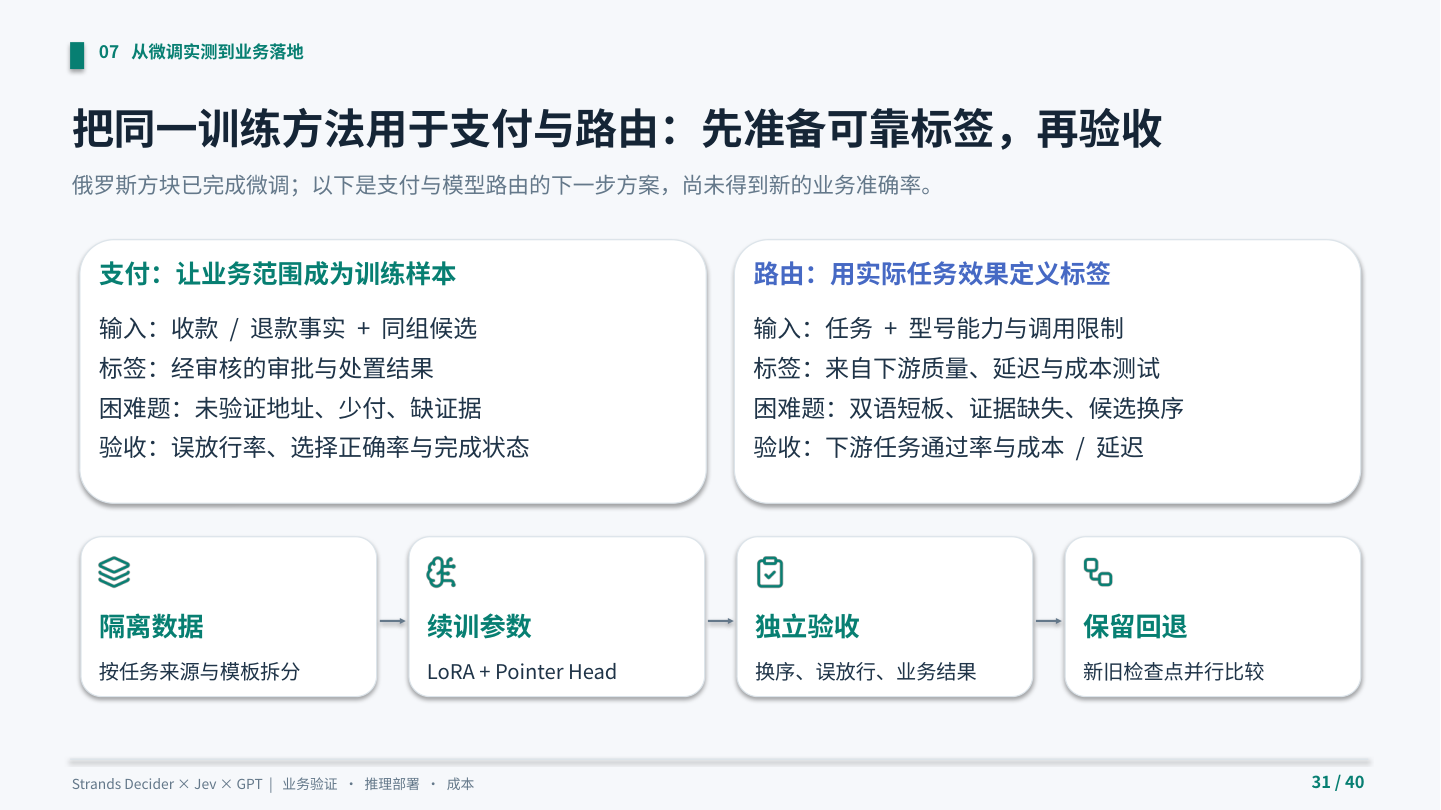 07 从微调实测到业务落地
把同一训练方法用于支付与路由：先准备可靠标签，再验收
俄罗斯方块已完成微调；以下是支付与模型路由的下一步方案，尚未得到新的业务准确率。
支付：让业务范围成为训练样本
输入：收款 / 退款事实 + 同组候选
标签：经审核的审批与处置结果
困难题：未验证地址、少付、缺证据
验收：误放行率、选择正确率与完成状态
路由：用实际任务效果定义标签
输入：任务 + 型号能力与调用限制
标签：来自下游质量、延迟与成本测试
困难题：双语短板、证据缺失、候选换序
验收：下游任务通过率与成本 / 延迟
隔离数据
按任务来源与模板拆分
续训参数
LoRA + Pointer Head
独立验收
换序、误放行、业务结果
保留回退
新旧检查点并行比较
Strands Decider × Jev × GPT | 业务验证 · 推理部署 · 成本
31 / 40